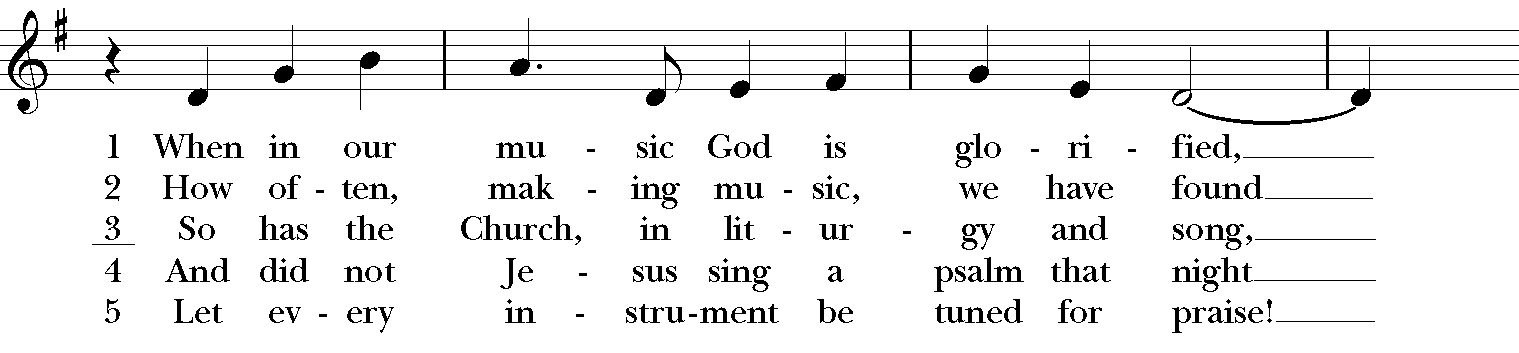 1 When in our mu - sic God is glo - ri - fied,
2 How of - ten, mak - ing mu - sic, we have found
3 So has the Church, in lit - ur - gy and song,
4 And did not Je - sus sing a psalm that night
5 Let ev - ery in - stru - ment be tuned for praise!